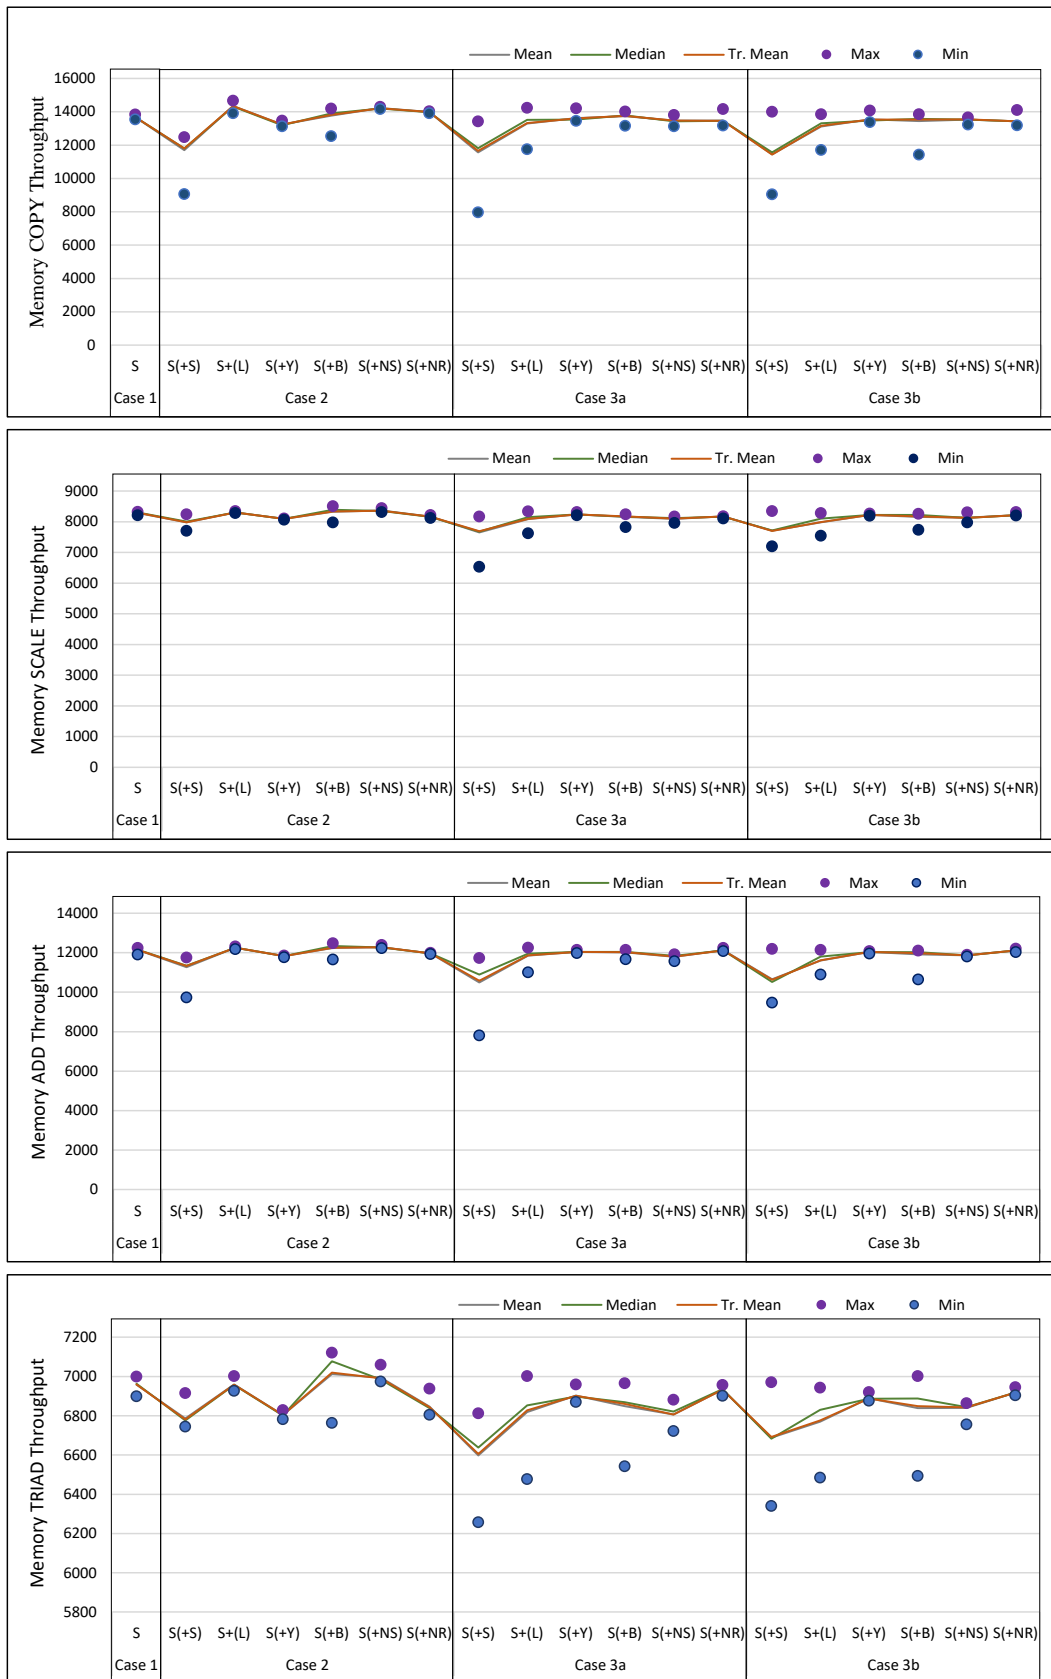 Mean Median Tr. Mean Max Min
Memory COPY Throughput
16000
14000
12000
10000
8000
6000
4000
2000
0
S S(+S) S+(L) S(+Y) S(+B) S(+NS) S(+NR) S(+S) S+(L) S(+Y) S(+B) S(+NS) S(+NR) S(+S) S+(L) S(+Y) S(+B) S(+NS) S(+NR)
Case 1 Case 2 Case 3a Case 3b
Mean Median Tr. Mean Max Min
Memory SCALE Throughput
9000
8000
7000
6000
5000
4000
3000
2000
1000
0
S S(+S) S+(L) S(+Y) S(+B) S(+NS) S(+NR) S(+S) S+(L) S(+Y) S(+B) S(+NS) S(+NR) S(+S) S+(L) S(+Y) S(+B) S(+NS) S(+NR)
Case 1 Case 2 Case 3a Case 3b
Mean Median Tr. Mean Max Min
Memory ADD Throughput
14000
12000
10000
8000
6000
4000
2000
0
S S(+S) S+(L) S(+Y) S(+B) S(+NS) S(+NR) S(+S) S+(L) S(+Y) S(+B) S(+NS) S(+NR) S(+S) S+(L) S(+Y) S(+B) S(+NS) S(+NR)
Case 1 Case 2 Case 3a Case 3b
Mean Median Tr. Mean Max Min
Memory TRIAD Throughput
7200
7000
6800
6600
6400
6200
6000
5800
S S(+S) S+(L) S(+Y) S(+B) S(+NS) S(+NR) S(+S) S+(L) S(+Y) S(+B) S(+NS) S(+NR) S(+S) S+(L) S(+Y) S(+B) S(+NS) S(+NR)
Case 1 Case 2 Case 3a Case 3b